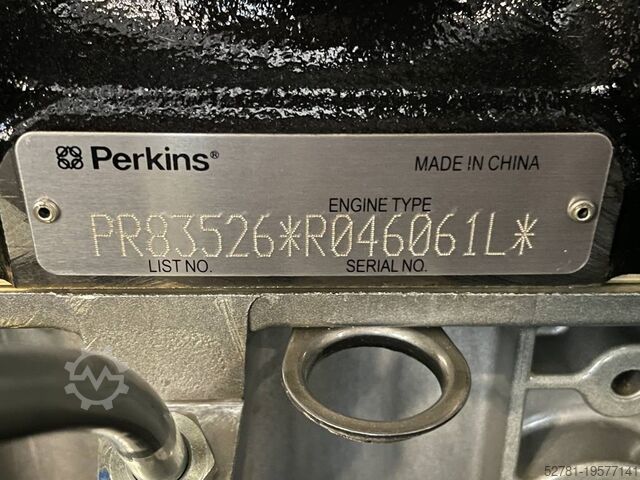 Perkins® MADE IN CHINA
ENGINE TYPE
PR83526*R046061L*
LIST NO. SERIAL NO.
52781-19577141